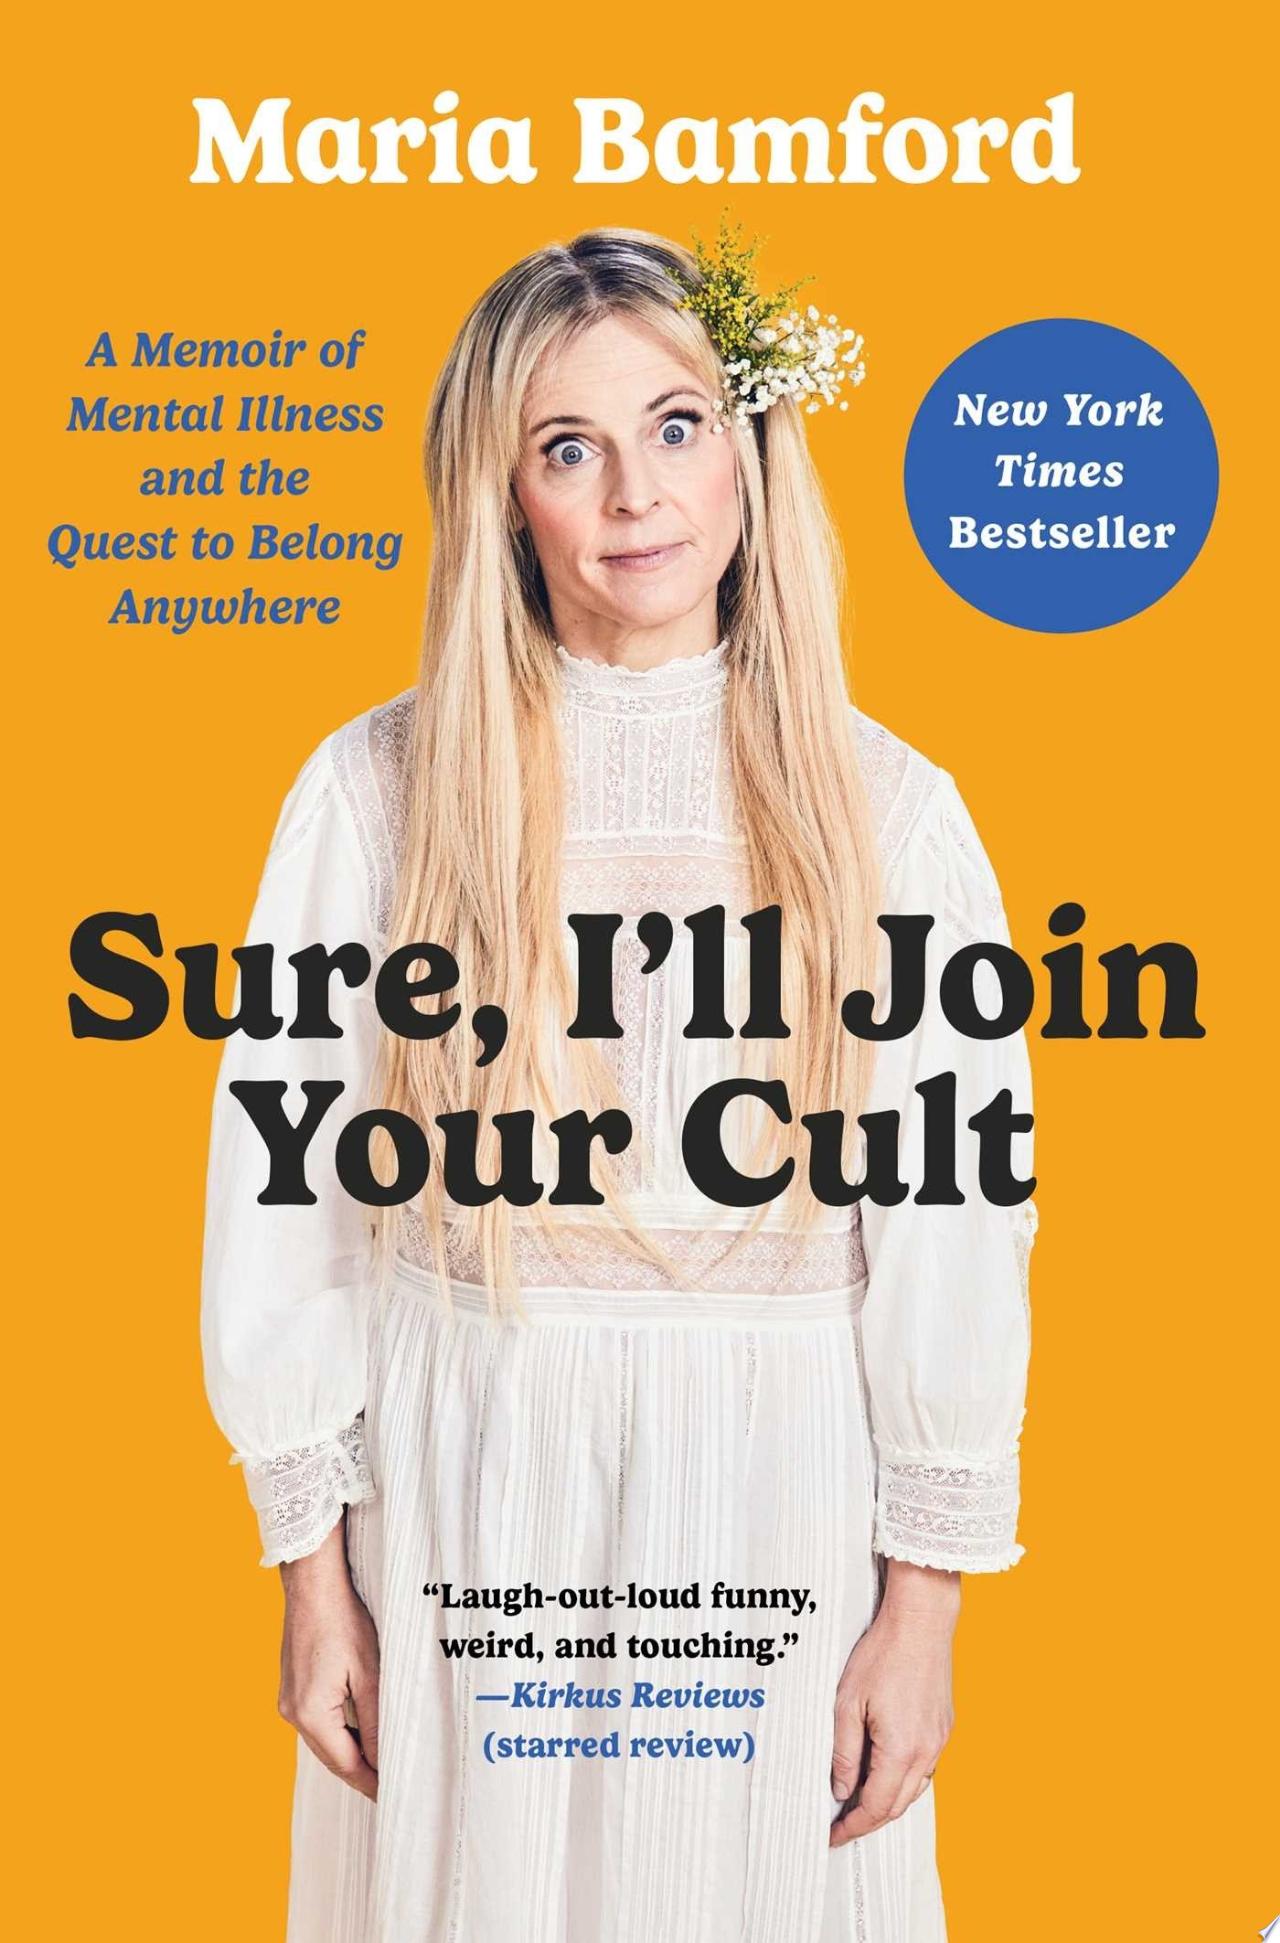 Maria Bamford
A Memoir of
Mental Illness
and the
Quest to Belong
Anywhere
New York
Times
Bestseller
Sure, I’ll Join
Your Cult
“Laugh-out-loud funny,
weird, and touching.”
—Kirkus Reviews
(starred review)